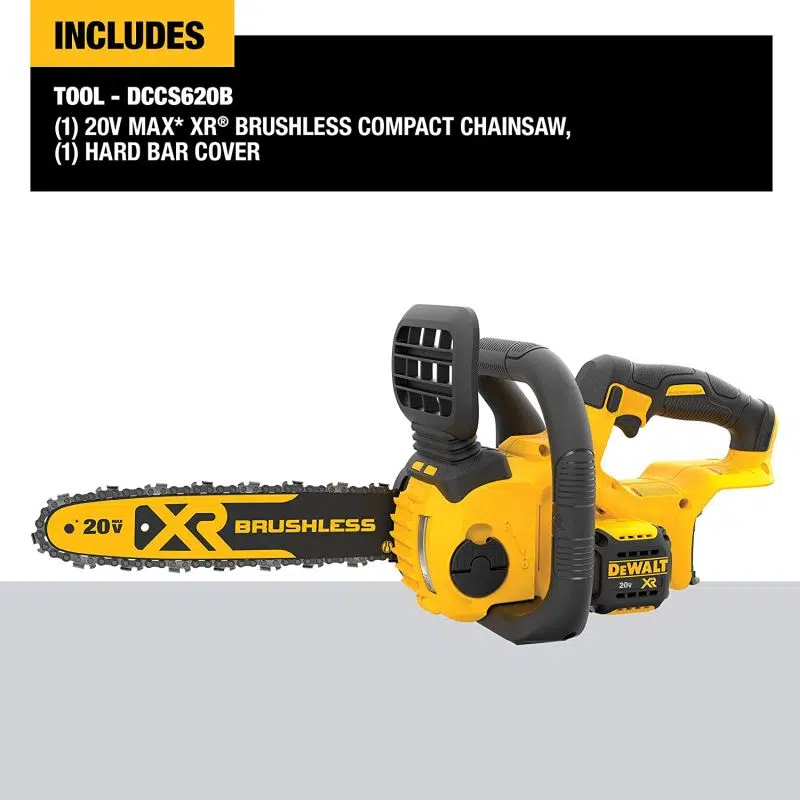 INCLUDES
TOOL - DCCS620B
(1) 20V MAX* XR® BRUSHLESS COMPACT CHAINSAW,
(1) HARD BAR COVER
20V MAX XR BRUSHLESS
DEWALT
20V XR